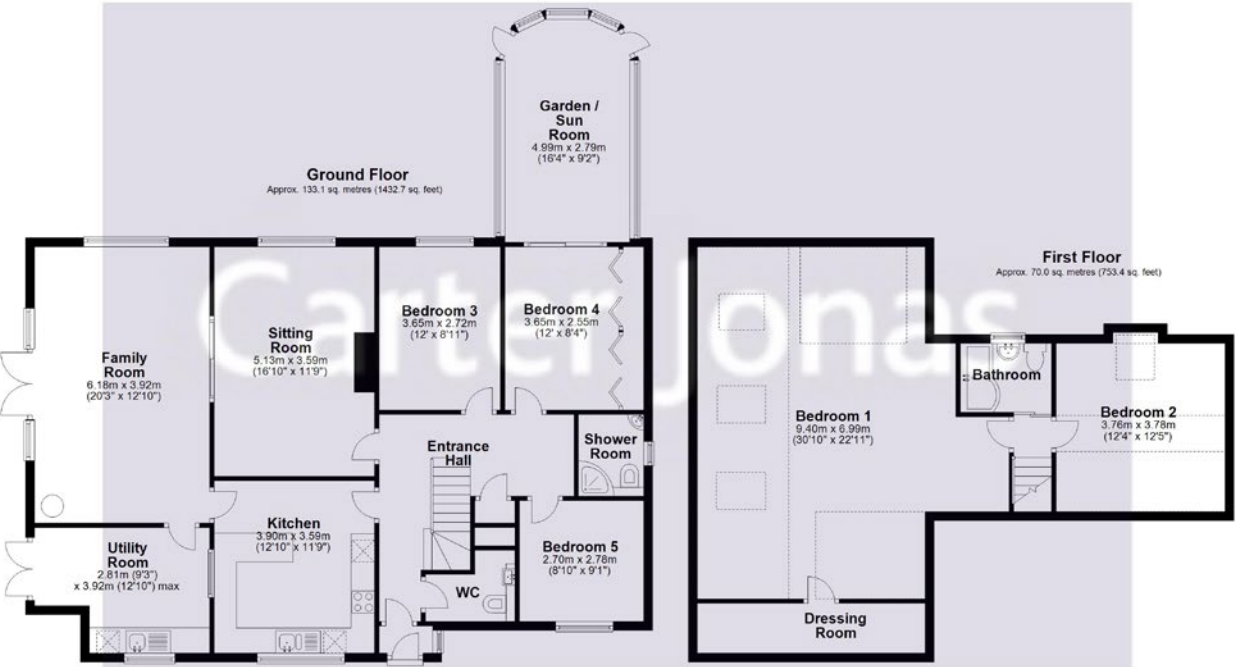 Garden /
Sun
Room
4.99m x 2.79m
(16'4" x 9'2")
Ground Floor
Approx. 133.1 sq. metres (1432.7 sq. feet)
First Floor
Approx. 70.0 sq. metres (753.4 sq. feet)
Carter Jonas
Family
Room
6.18m x 3.92m
(20'3" x 12'10")
Sitting
Room
5.13m x 3.59m
(16'10" x 11'9")
Bedroom 3
3.65m x 2.72m
(12' x 8'11")
Bedroom 4
3.65m x 2.55m
(12' x 8'4")
Entrance
Hall
Shower
Room
Kitchen
3.90m x 3.59m
(12'10" x 11'9")
Utility
Room
2.81m (9'3")
x 3.92m (12'10") max
WC
Bedroom 5
2.70m x 2.78m
(8'10" x 9'1")
Bedroom 1
9.40m x 6.99m
(30'10" x 22'11")
Bathroom
Bedroom 2
3.76m x 3.78m
(12'4" x 12'5")
Dressing
Room